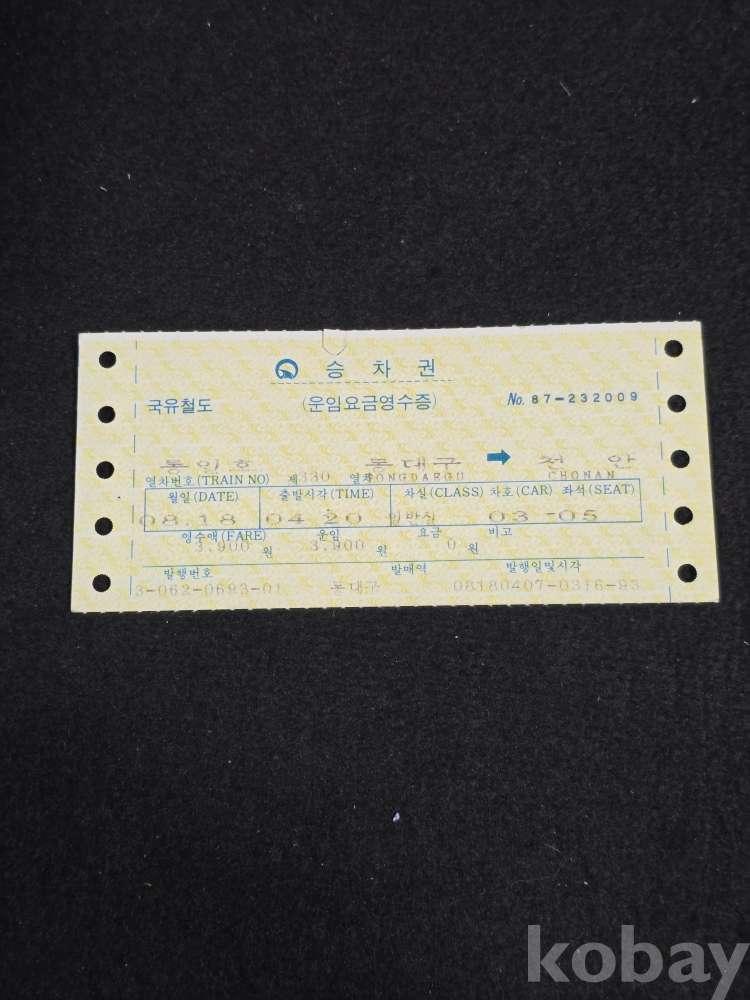 승 차 권
국유철도 (운임요금영수증) No. 87-232009
통일호 동대구 → 천 안
열차번호(TRAIN NO) 제330 열차 TONGDAEGU CHONAN
월일(DATE) 출발시각(TIME) 차실(CLASS) 차호(CAR) 좌석(SEAT)
08.18 04 20 일반실 03 -05
영수액(FARE) 운임 요금 비고
3,900 원 3,900 원 0 원
발행번호 발매역 발행일및시각
3-062-0693-01 동대구 08180407-0316-93
kobay